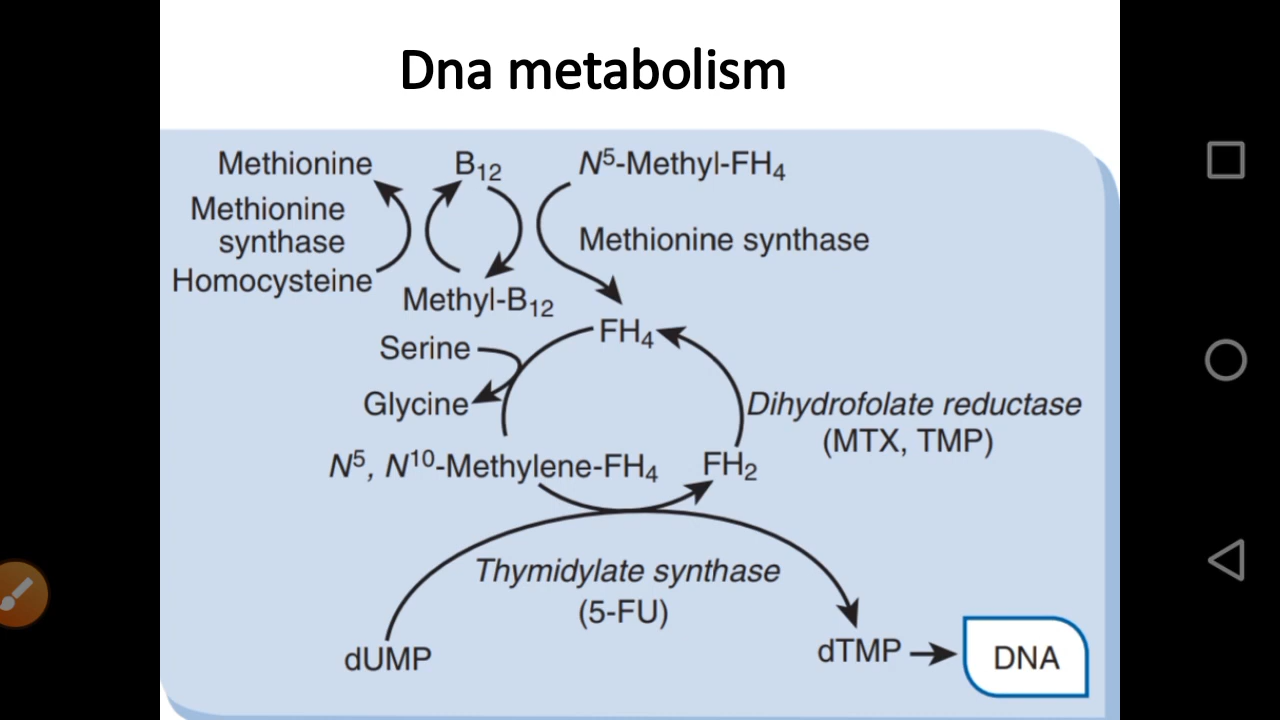 Dna metabolism
Methionine
B₁₂
N⁵-Methyl-FH₄
Methionine
synthase
Methionine synthase
Homocysteine
Methyl-B₁₂
FH₄
Serine
Glycine
Dihydrofolate reductase
(MTX, TMP)
N⁵, N¹⁰-Methylene-FH₄
FH₂
Thymidylate synthase
(5-FU)
dUMP
dTMP
DNA